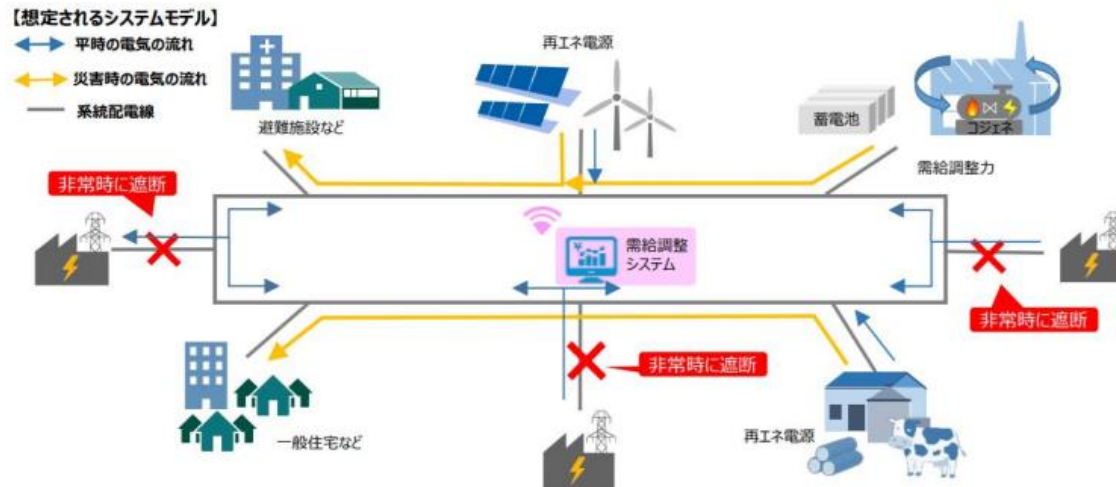 【想定されるシステムモデル】
平時の電気の流れ
災害時の電気の流れ
系統配電線
避難施設など
再エネ電源
蓄電池
コジェネ
需給調整力
非常時に遮断
需給調整
システム
非常時に遮断
非常時に遮断
一般住宅など
再エネ電源